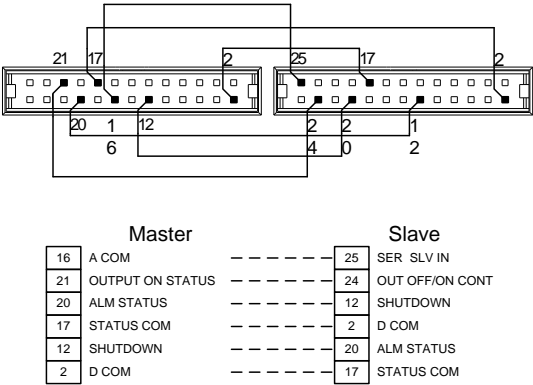 21 17 2 25 17 2
20 1 12 2 2 1
6 4 0 2
Master Slave
16 A COM 25 SER SLV IN
21 OUTPUT ON STATUS 24 OUT OFF/ON CONT
20 ALM STATUS 12 SHUTDOWN
17 STATUS COM 2 D COM
12 SHUTDOWN 20 ALM STATUS
2 D COM 17 STATUS COM